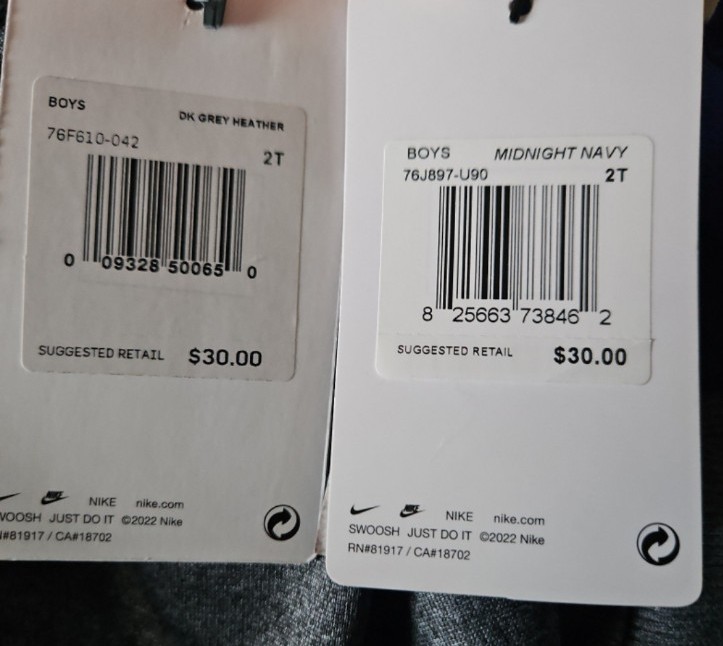 BOYS
DK GREY HEATHER
76F610-042
2T
0 09328 50065 0
SUGGESTED RETAIL $30.00
NIKE nike.com
WOOSH JUST DO IT ©2022 Nike
#81917 / CA#18702
BOYS MIDNIGHT NAVY
76J897-U90 2T
8 25663 73846 2
SUGGESTED RETAIL $30.00
NIKE nike.com
SWOOSH JUST DO IT ©2022 Nike
RN#81917 / CA#18702